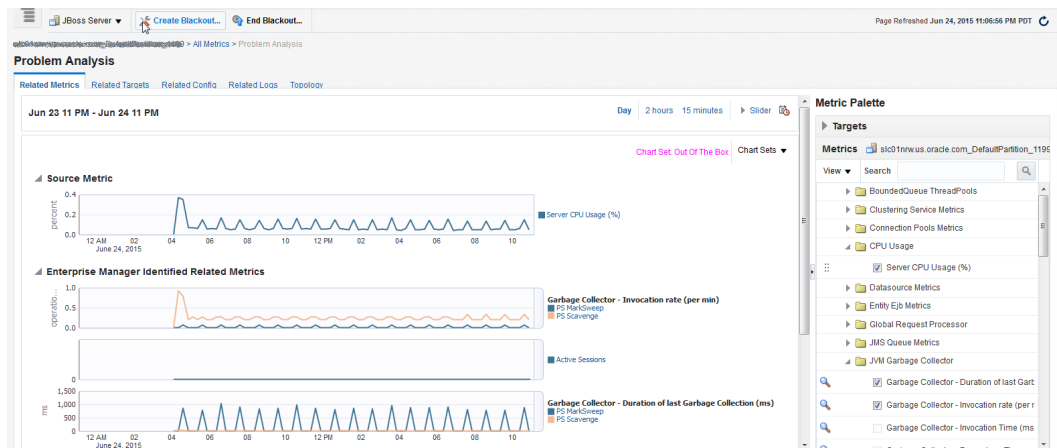 JBoss Server ▼ Create Blackout... End Blackout... Page Refreshed Jun 24, 2015 11:06:56 PM PDT
> All Metrics > Problem Analysis
Problem Analysis
Related Metrics Related Targets Related Config Related Logs Topology
Jun 23 11 PM - Jun 24 11 PM Day 2 hours 15 minutes Slider
Chart Set: Out Of The Box Chart Sets ▼
Source Metric
percent
0.4
0.2
0.0
Server CPU Usage (%)
12 AM 02 04 06 08 10 12 PM 02 04 06 08 10
June 24, 2015
Enterprise Manager Identified Related Metrics
operatio...
1.0
0.5
0.0
Garbage Collector - Invocation rate (per min)
PS MarkSweep
PS Scavenge
0
Active Sessions
ms
1,500
1,000
500
0
Garbage Collector - Duration of last Garbage Collection (ms)
PS MarkSweep
PS Scavenge
12 AM 02 04 06 08 10 12 PM 02 04 06 08 10
June 24, 2015
Metric Palette
Targets
Metrics slc01nrw.us.oracle.com_DefaultPartition_1199
View ▼ Search
BoundedQueue ThreadPools
Clustering Service Metrics
Connection Pools Metrics
CPU Usage
Server CPU Usage (%)
Datasource Metrics
Entity Ejb Metrics
Global Request Processor
JMS Queue Metrics
JVM Garbage Collector
Garbage Collector - Duration of last Gart
Garbage Collector - Invocation rate (per r
Garbage Collector - Invocation Time (ms